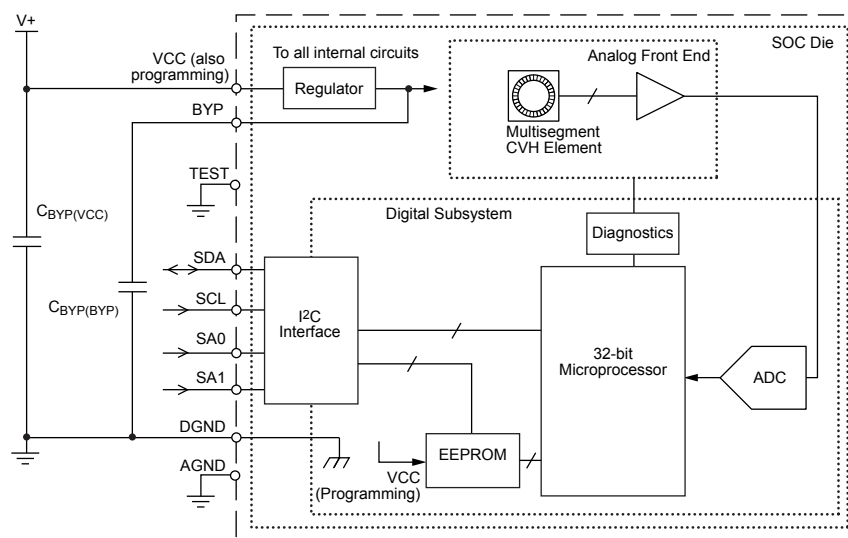 V+
SOC Die
VCC (also
programming)
To all internal circuits
Regulator
Analog Front End
Multisegment
CVH Element
BYP
TEST
CBYP(VCC)
CBYP(BYP)
Digital Subsystem
Diagnostics
SDA
SCL
SA0
SA1
I2C
Interface
32-bit
Microprocessor
ADC
DGND
AGND
EEPROM
VCC
(Programming)